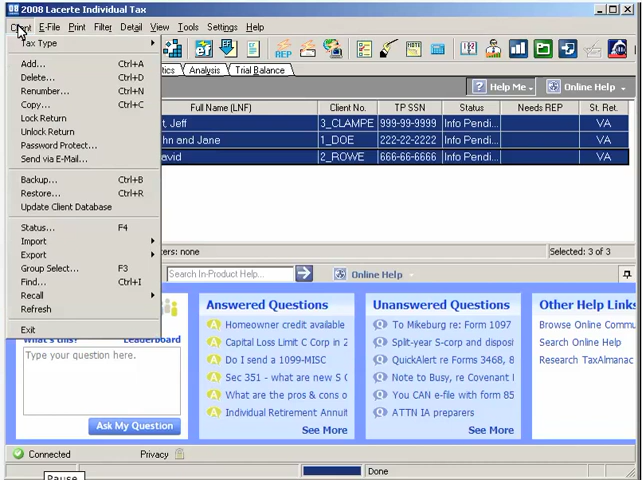 2008 Lacerte Individual Tax
Client E-File Print Filter Detail View Tools Settings Help
Tax Type
Add... Ctrl+A
Delete... Ctrl+D
Renumber... Ctrl+N
Copy... Ctrl+C
Lock Return
Unlock Return
Password Protect...
Send via E-Mail...
Backup... Ctrl+B
Restore... Ctrl+R
Update Client Database
Status... F4
Import
Export
Group Select... F3
Find... Ctrl+I
Recall
Refresh
Exit
tics Analysis Trial Balance
Help Me Online Help
Full Name (LNF) Client No. TP SSN Status Needs REP St. Ret.
t, Jeff 3_CLAMPE 999-99-9999 Info Pendi... VA
hn and Jane 1_DOE 222-22-2222 Info Pendi... VA
avid 2_ROWE 666-66-6666 Info Pendi... VA
ters: none Selected: 3 of 3
Search In-Product Help... Online Help
What's this? Leaderboard
Type your question here.
Ask My Question
Answered Questions
Homeowner credit available
Capital Loss Limit C Corp in 2
Do I send a 1099-MISC
Sec 351 - what are new S C
What are the pros & cons o
Individual Retirement Annuit
See More
Unanswered Questions
To Mikeburg re: Form 1097
Split-year S-corp and disposi
QuickAlert re Forms 3468, 8
Note to Busy, re Covenant I
You CAN e-file with form 85
ATTN IA preparers
See More
Other Help Links
Browse Online Commu
Search Online Help
Research TaxAlmanac
Connected Privacy
Done
Pause